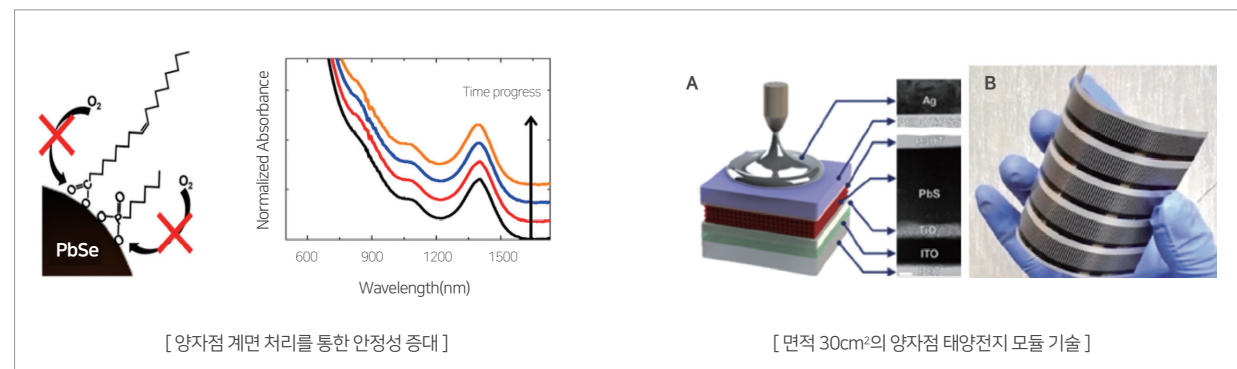 O₂
O
O
O
P
O₂
O
PbSe
Normalized Absorbance
Time progress
600
900
1200
1500
Wavelength(nm)
[ 양자점 계면 처리를 통한 안정성 증대 ]
A
Ag
PbS
TiO
ITO
B
[ 면적 30cm²의 양자점 태양전지 모듈 기술 ]